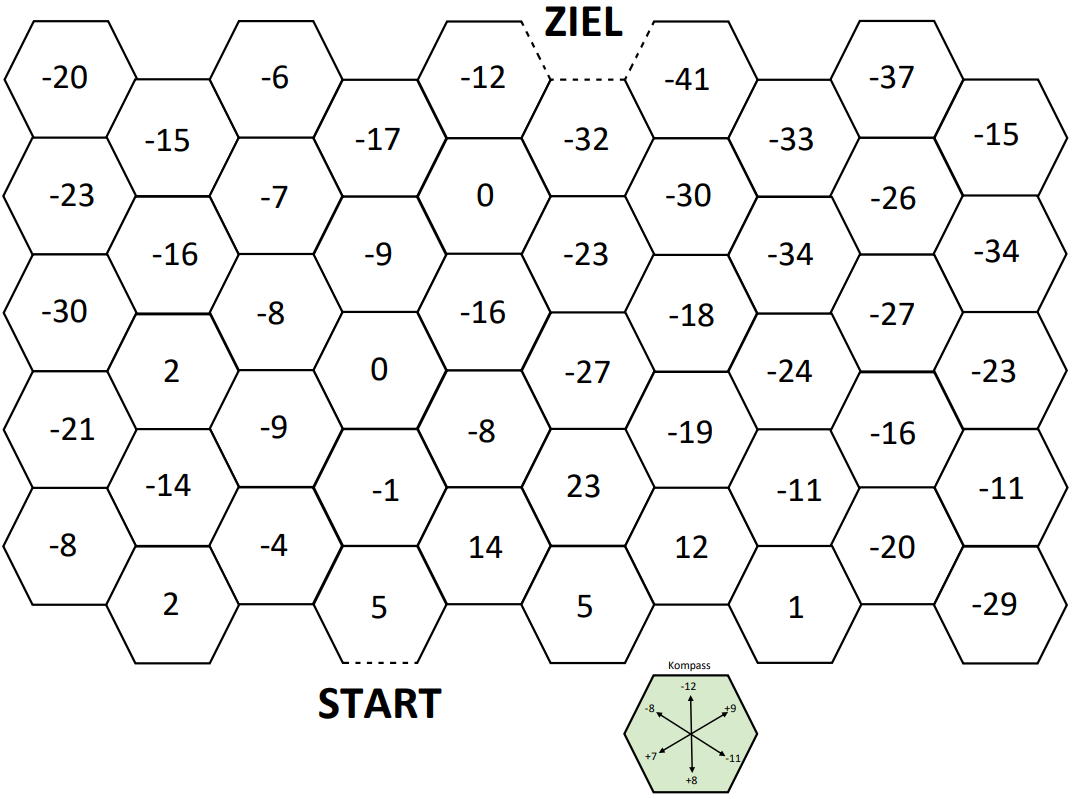 ZIEL
-20 -6 -12 -41 -37
-15 -17 -32 -33 -15
-23 -7 0 -30 -26
-16 -9 -23 -34 -34
-30 -8 -16 -18 -27
2 0 -27 -24 -23
-21 -9 -8 -19 -16
-14 -1 23 -11 -11
-8 -4 14 12 -20
2 5 5 1 -29
START
Kompass
-12
-8 +9
+7 -11
+8